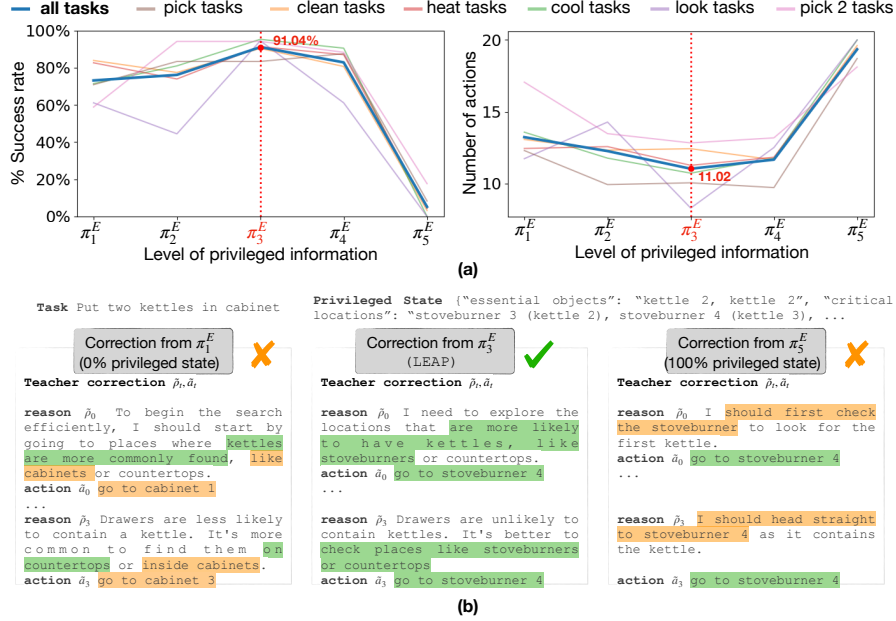 all tasks pick tasks clean tasks heat tasks cool tasks look tasks pick 2 tasks
100%
80%
60%
40%
20%
0%
% Success rate
91.04%
π₁ᴱ π₂ᴱ π₃ᴱ π₄ᴱ π₅ᴱ
Level of privileged information
20
15
10
Number of actions
11.02
π₁ᴱ π₂ᴱ π₃ᴱ π₄ᴱ π₅ᴱ
Level of privileged information
(a)
Task Put two kettles in cabinet
Privileged State {“essential objects”: “kettle 2, kettle 2”, “critical
locations”: “stoveburner 3 (kettle 2), stoveburner 4 (kettle 3), ...
Correction from π₁ᴱ
(0% privileged state)
Teacher correction ρ̃ₜ, ãₜ
reason ρ̃₀ To begin the search
efficiently, I should start by
going to places where kettles
are more commonly found, like
cabinets or countertops.
action ã₀ go to cabinet 1
...
reason ρ̃₃ Drawers are less likely
to contain a kettle. It's more
common to find them on
countertops or inside cabinets.
action ã₃ go to cabinet 3
Correction from π₃ᴱ
(LEAP)
Teacher correction ρ̃ₜ, ãₜ
reason ρ̃₀ I need to explore the
locations that are more likely
to have kettles, like
stoveburners or countertops.
action ã₀ go to stoveburner 4
...
reason ρ̃₃ Drawers are unlikely to
contain kettles. It's better to
check places like stoveburners
or countertops
action ã₃ go to stoveburner 4
Correction from π₅ᴱ
(100% privileged state)
Teacher correction ρ̃ₜ, ãₜ
reason ρ̃₀ I should first check
the stoveburner to look for the
first kettle.
action ã₀ go to stoveburner 4
...
reason ρ̃₃ I should head straight
to stoveburner 4 as it contains
the kettle.
action ã₃ go to stoveburner 4
(b)